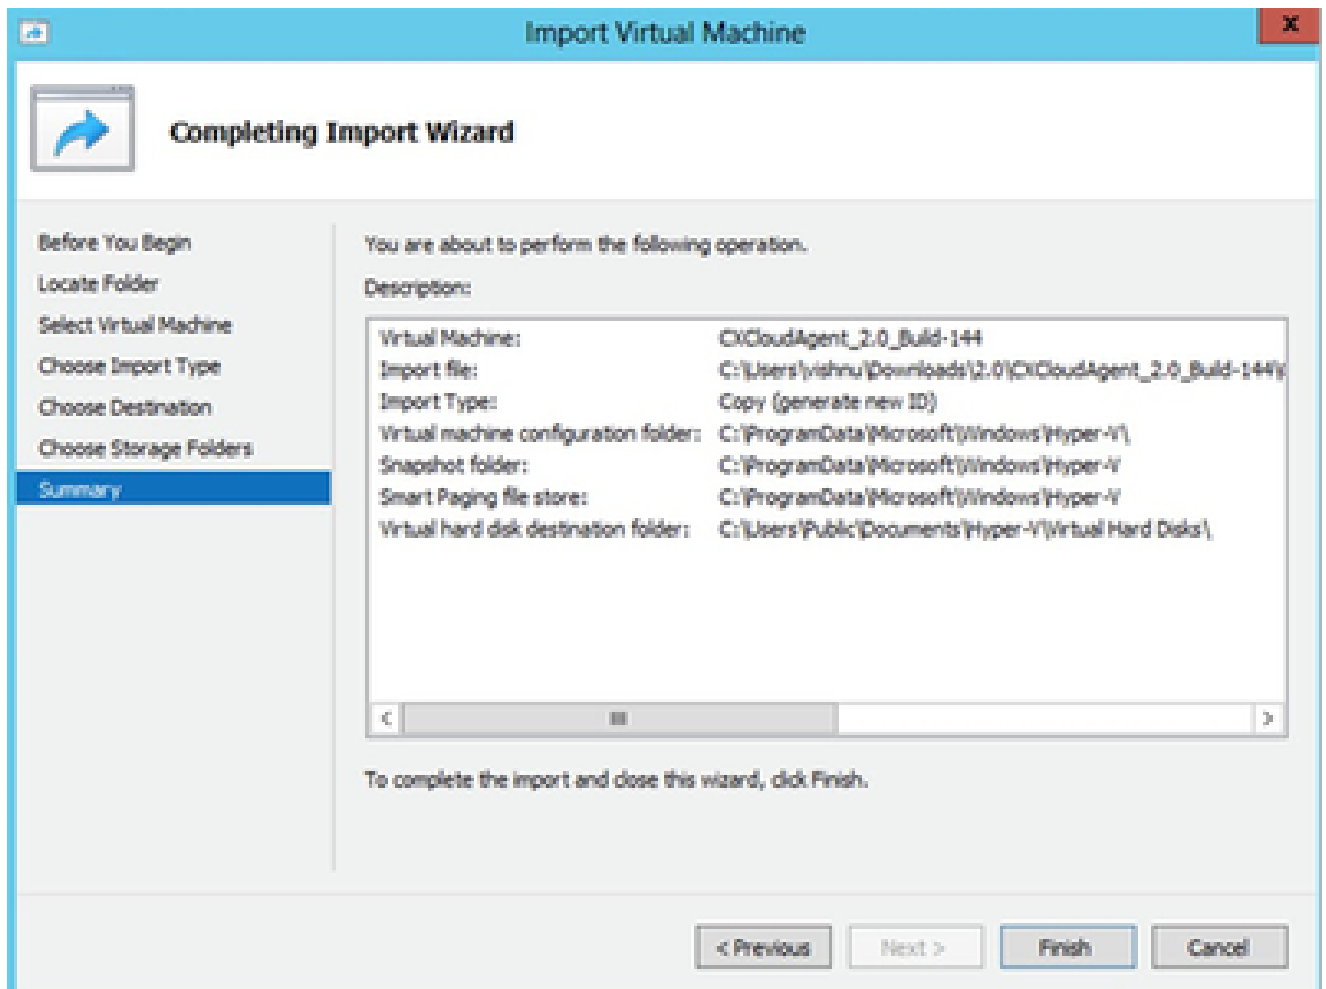 Import Virtual Machine
X
Completing Import Wizard
Before You Begin
Locate Folder
Select Virtual Machine
Choose Import Type
Choose Destination
Choose Storage Folders
Summary
You are about to perform the following operation.
Description:
Virtual Machine: CXCloudAgent_2.0_Build-144
Import file: C:\Users\vishnu\Downloads\2.0\CXCloudAgent_2.0_Build-144\
Import Type: Copy (generate new ID)
Virtual machine configuration folder: C:\ProgramData\Microsoft\Windows\Hyper-V\
Snapshot folder: C:\ProgramData\Microsoft\Windows\Hyper-V
Smart Paging file store: C:\ProgramData\Microsoft\Windows\Hyper-V
Virtual hard disk destination folder: C:\Users\Public\Documents\Hyper-V\Virtual Hard Disks\
To complete the import and close this wizard, click Finish.
< Previous Next > Finish Cancel